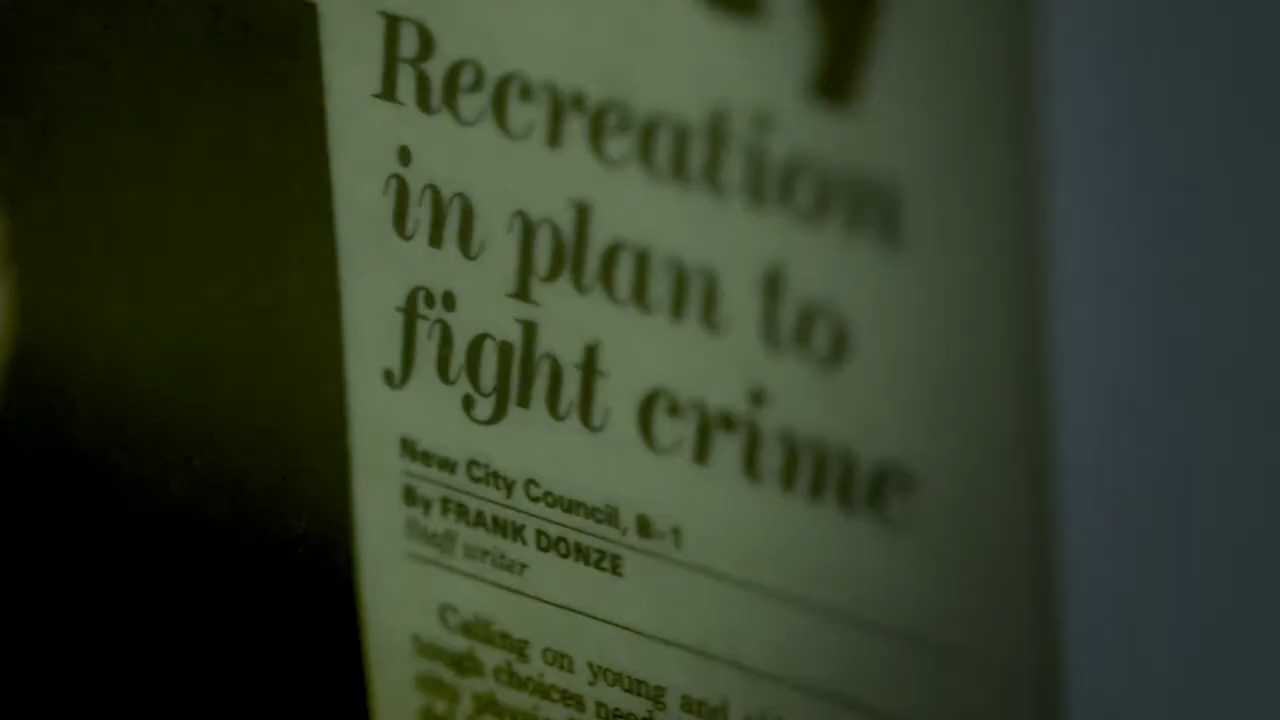 Recreation
in plan to
fight crime
New City Council, B-1
By FRANK DONZE
Staff writer
Calling on young and
tough choices